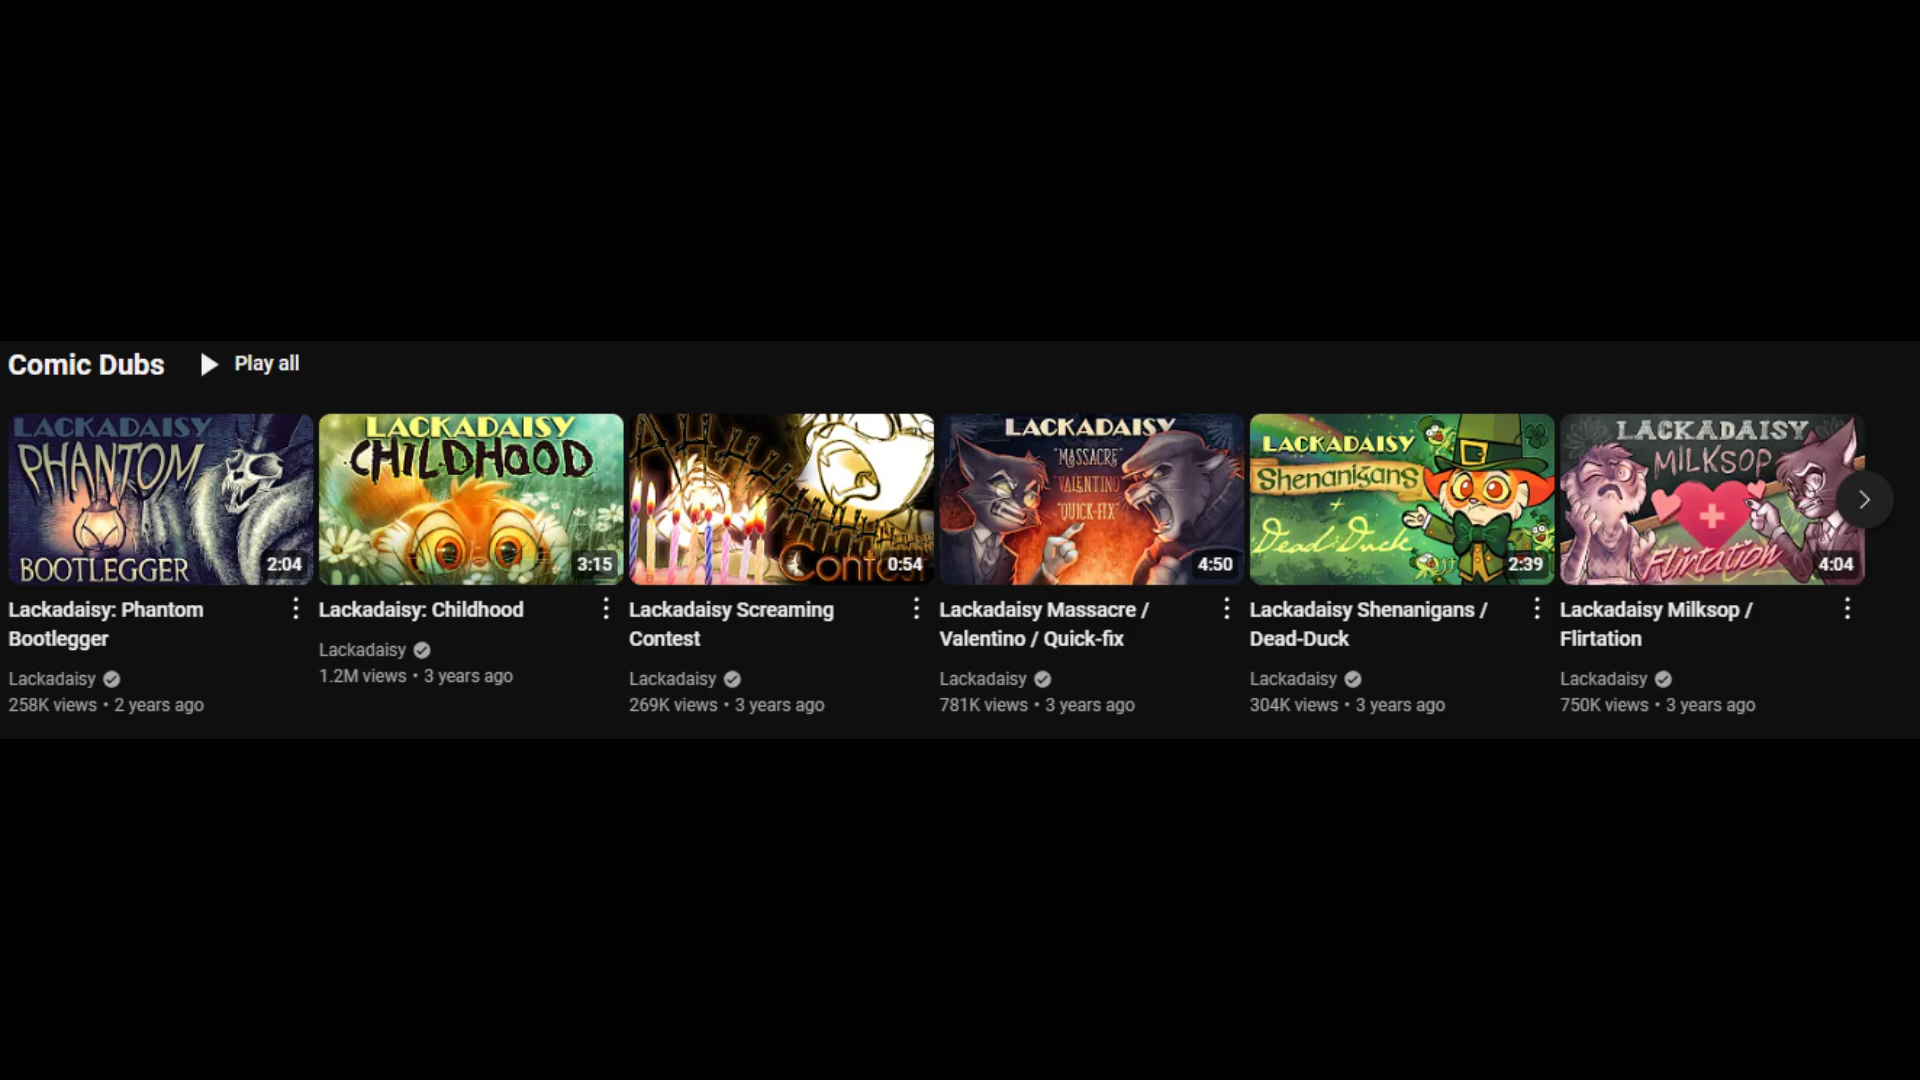 Comic Dubs
Play all
LACKADAISY
PHANTOM
BOOTLEGGER
2:04
Lackadaisy: Phantom
Bootlegger
Lackadaisy
258K views • 2 years ago
LACKADAISY
CHILDHOOD
3:15
Lackadaisy: Childhood
Lackadaisy
1.2M views • 3 years ago
0:54
Lackadaisy Screaming
Contest
Lackadaisy
269K views • 3 years ago
LACKADAISY
"MASSACRE"
"VALENTINO
"QUICK-FIX"
4:50
Lackadaisy Massacre /
Valentino / Quick-fix
Lackadaisy
781K views • 3 years ago
LACKADAISY
Shenanigans
+
Dead-Duck
2:39
Lackadaisy Shenanigans /
Dead-Duck
Lackadaisy
304K views • 3 years ago
LACKADAISY
MILKSOP
+
Flirtation
4:04
Lackadaisy Milksop /
Flirtation
Lackadaisy
750K views • 3 years ago